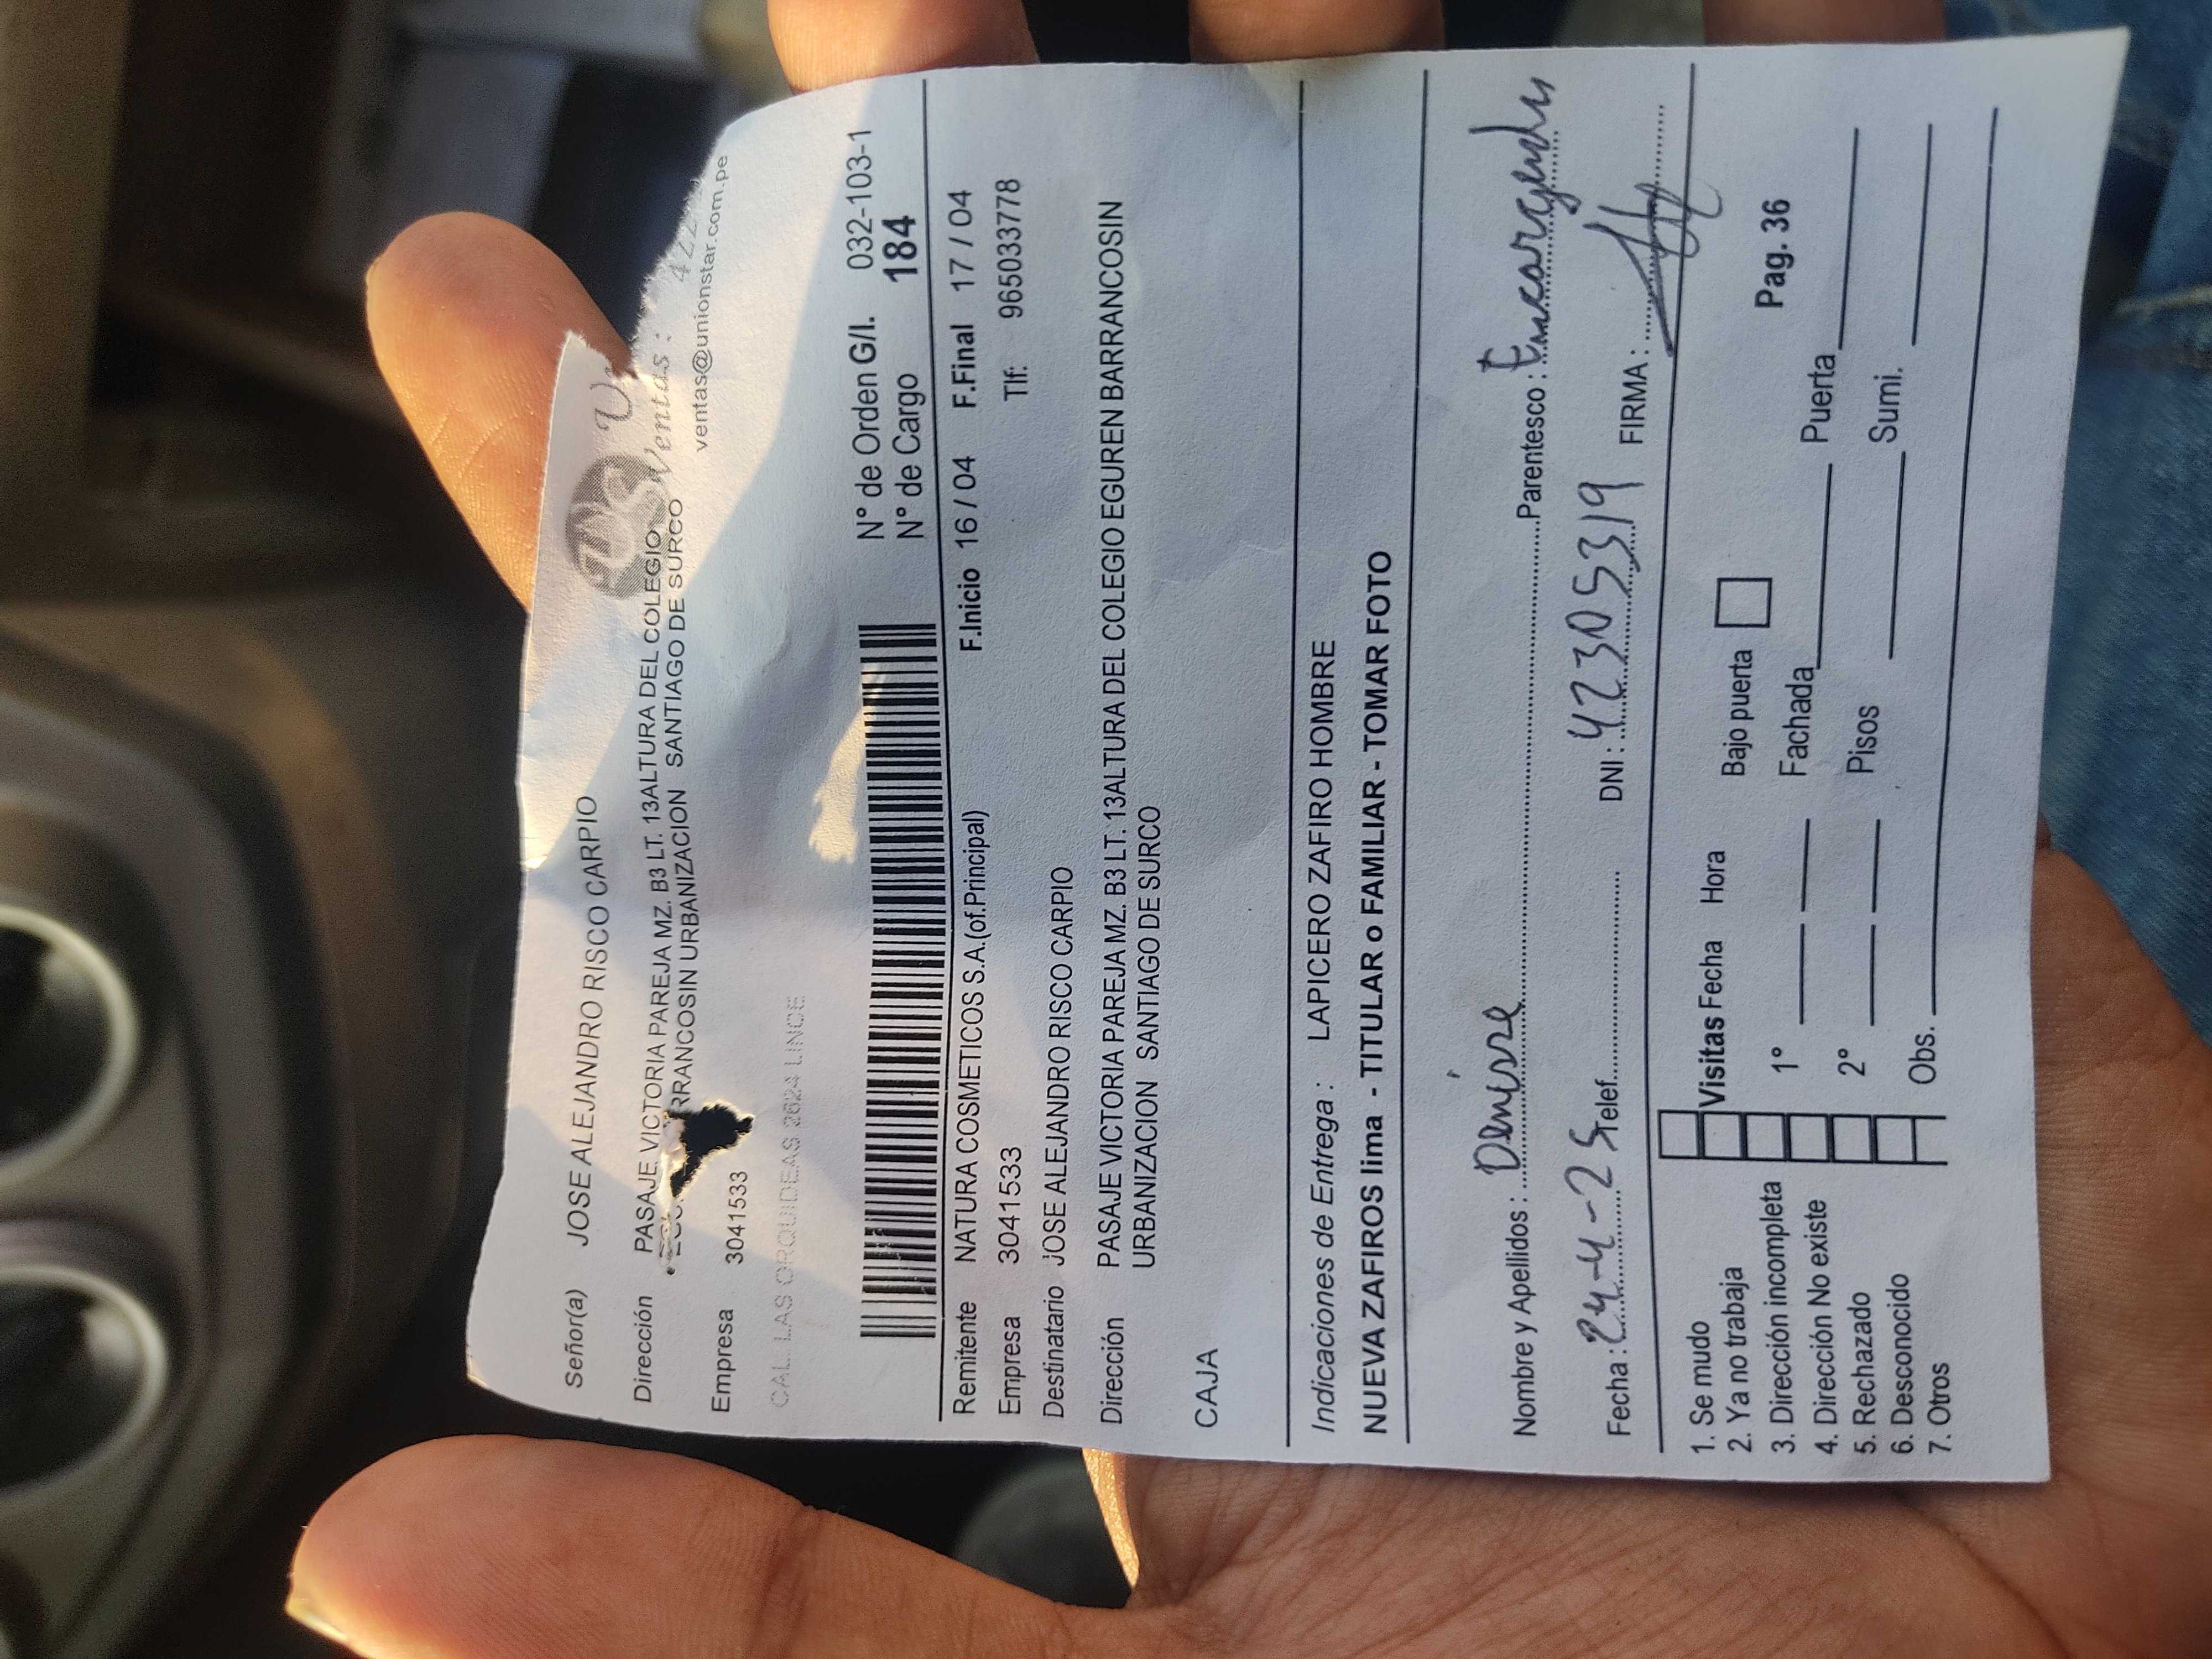 Señor(a) JOSE ALEJANDRO RISCO CARPIO
Ventas: 422
Dirección PASAJE VICTORIA PAREJA MZ. B3 LT. 13ALTURA DEL COLEGIO
RRANCOSIN URBANIZACION SANTIAGO DE SURCO
ventas@unionstar.com.pe
Empresa 3041533
CAL. LAS ORQUIDEAS 2624 LINCE
N° de Orden G/I. 032-103-1
N° de Cargo 184
Remitente NATURA COSMETICOS S.A.(of.Principal) F.Inicio 16 / 04 F.Final 17 / 04
Empresa 3041533 Tlf: 965033778
Destinatario JOSE ALEJANDRO RISCO CARPIO
Dirección PASAJE VICTORIA PAREJA MZ. B3 LT. 13ALTURA DEL COLEGIO EGUREN BARRANCOSIN
URBANIZACION SANTIAGO DE SURCO
CAJA
Indicaciones de Entrega : LAPICERO ZAFIRO HOMBRE
NUEVA ZAFIROS lima - TITULAR o FAMILIAR - TOMAR FOTO
Nombre y Apellidos : Denisse Parentesco :
Fecha : 24-4-25 Telef. DNI : 47305319 FIRMA :
1. Se mudo
2. Ya no trabaja
3. Dirección incompleta
4. Dirección No existe
5. Rechazado
6. Desconocido
7. Otros
Visitas Fecha Hora Bajo puerta Pag. 36
1° Fachada Puerta
2° Pisos Sumi.
Obs.